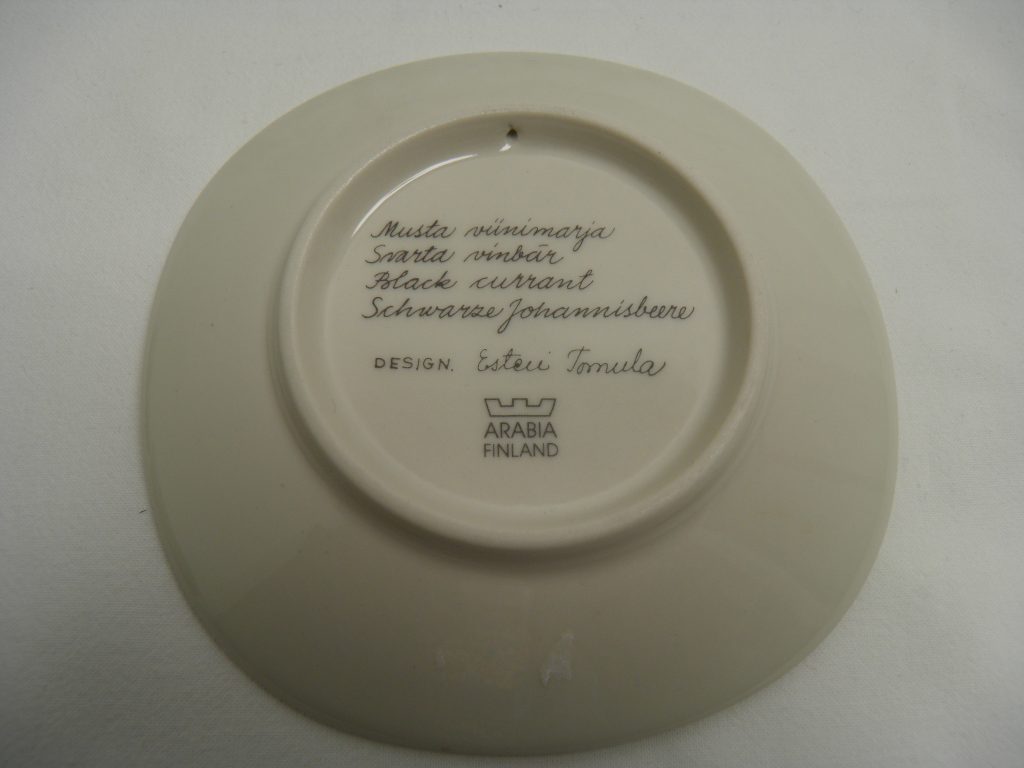 Musta viinimarja
Svarta vinbär
Black currant
Schwarze Johannisbeere
DESIGN. Esteri Tomula
ARABIA
FINLAND